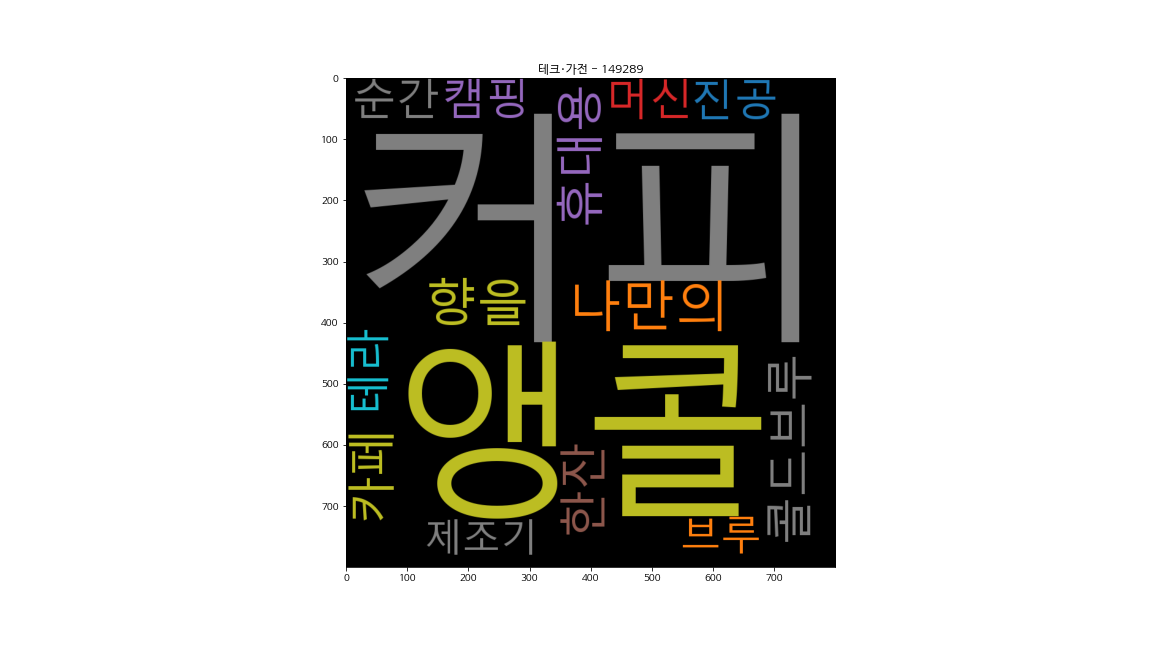 테크·가전 - 149289
순간 캠핑 휴대용 머신 진공
커피
향을 나만의
테라 앵콜 콜드브루
카페 한잔
제조기 브루
0
100
200
300
400
500
600
700
0 100 200 300 400 500 600 700